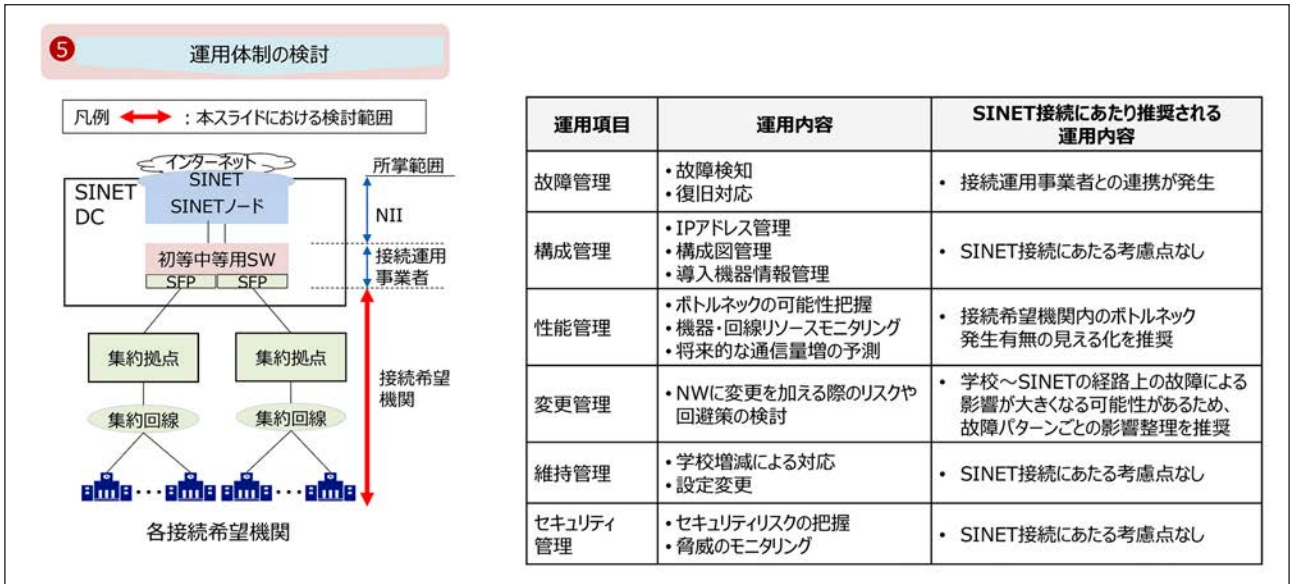 5 運用体制の検討
凡例 :本スライドにおける検討範囲
インターネット
SINET
SINETノード
SINET
DC
初等中等用SW
SFP SFP
所掌範囲
NII
接続運用
事業者
接続希望
機関
集約拠点 集約拠点
集約回線 集約回線
・・・ ・・・
各接続希望機関
運用項目 運用内容 SINET接続にあたり推奨される
運用内容
故障管理
・故障検知
・復旧対応
• 接続運用事業者との連携が発生
構成管理
・IPアドレス管理
・構成図管理
・導入機器情報管理
• SINET接続にあたる考慮点なし
性能管理
・ボトルネックの可能性把握
・機器・回線リソースモニタリング
・将来的な通信量増の予測
• 接続希望機関内のボトルネック
発生有無の見える化を推奨
変更管理
・NWに変更を加える際のリスクや
回避策の検討
• 学校～SINETの経路上の故障による
影響が大きくなる可能性があるため、
故障パターンごとの影響整理を推奨
維持管理
・学校増減による対応
・設定変更
• SINET接続にあたる考慮点なし
セキュリティ
管理
・セキュリティリスクの把握
・脅威のモニタリング
• SINET接続にあたる考慮点なし